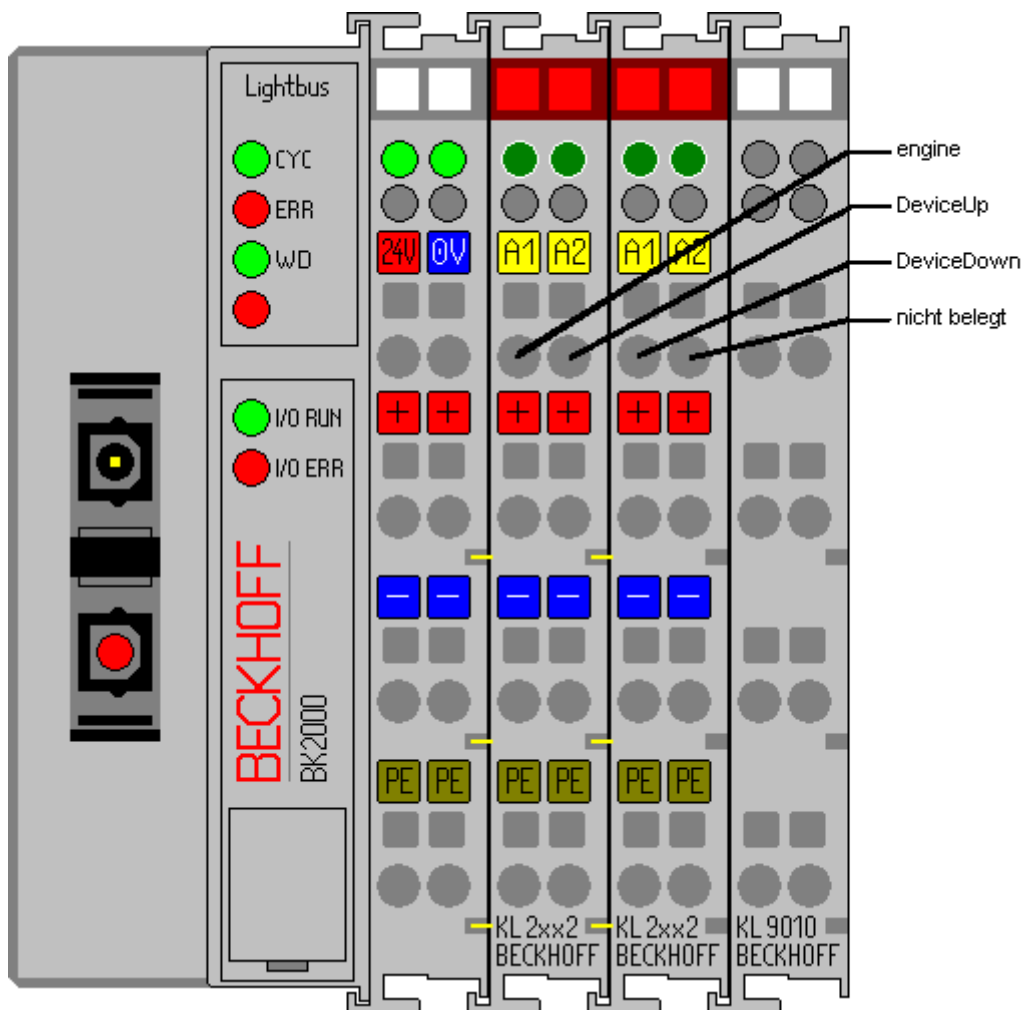 Lightbus
CYC
ERR
WD
24V 0V A1 A2 A1 A2
engine
DeviceUp
DeviceDown
nicht belegt
I/O RUN
I/O ERR
+ + + + + +
− − − − − −
BECKHOFF
BK2000
PE PE PE PE PE PE
KL 2xx2
BECKHOFF
KL 2xx2
BECKHOFF
KL 9010
BECKHOFF